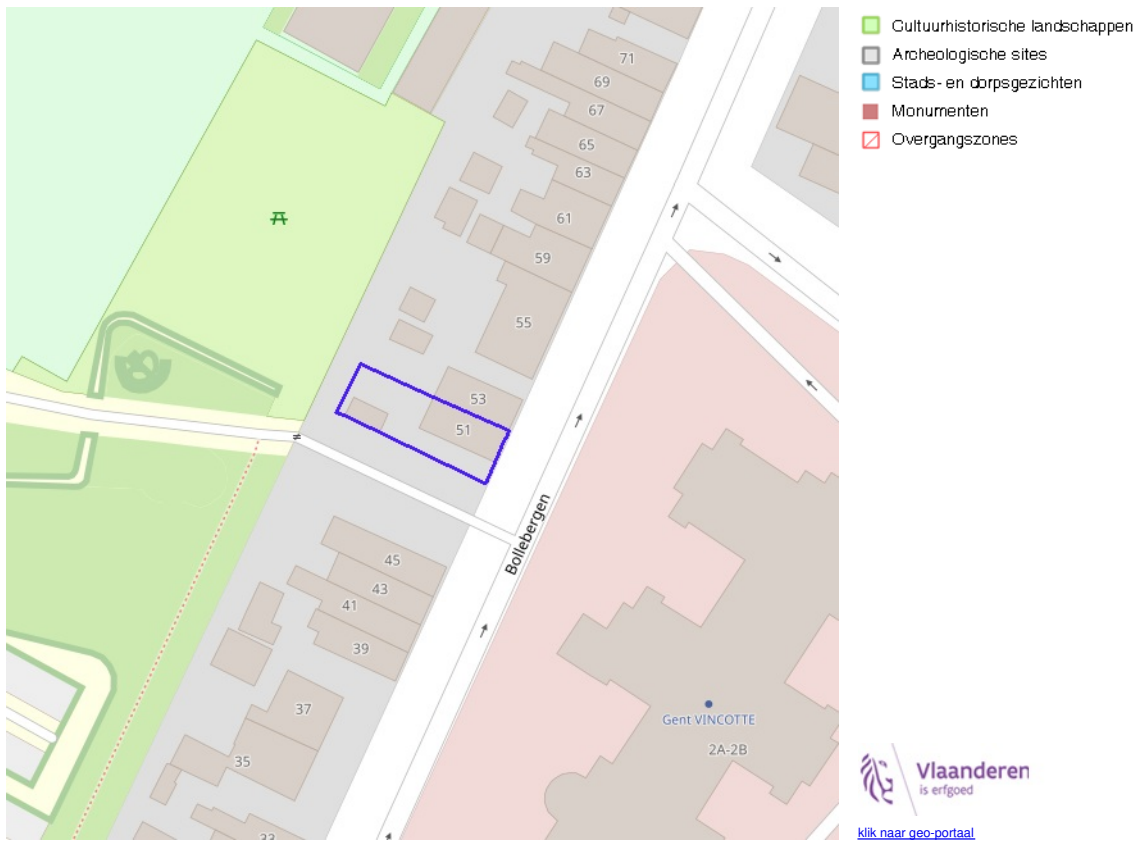 Cultuurhistorische landschappen
Archeologische sites
Stads- en dorpsgezichten
Monumenten
Overgangszones
71
69
67
65
63
61
59
55
53
51
45
43
41
39
37
35
33
Bollebergen
Gent VINCOTTE
2A-2B
Vlaanderen
is erfgoed
klik naar geo-portaal